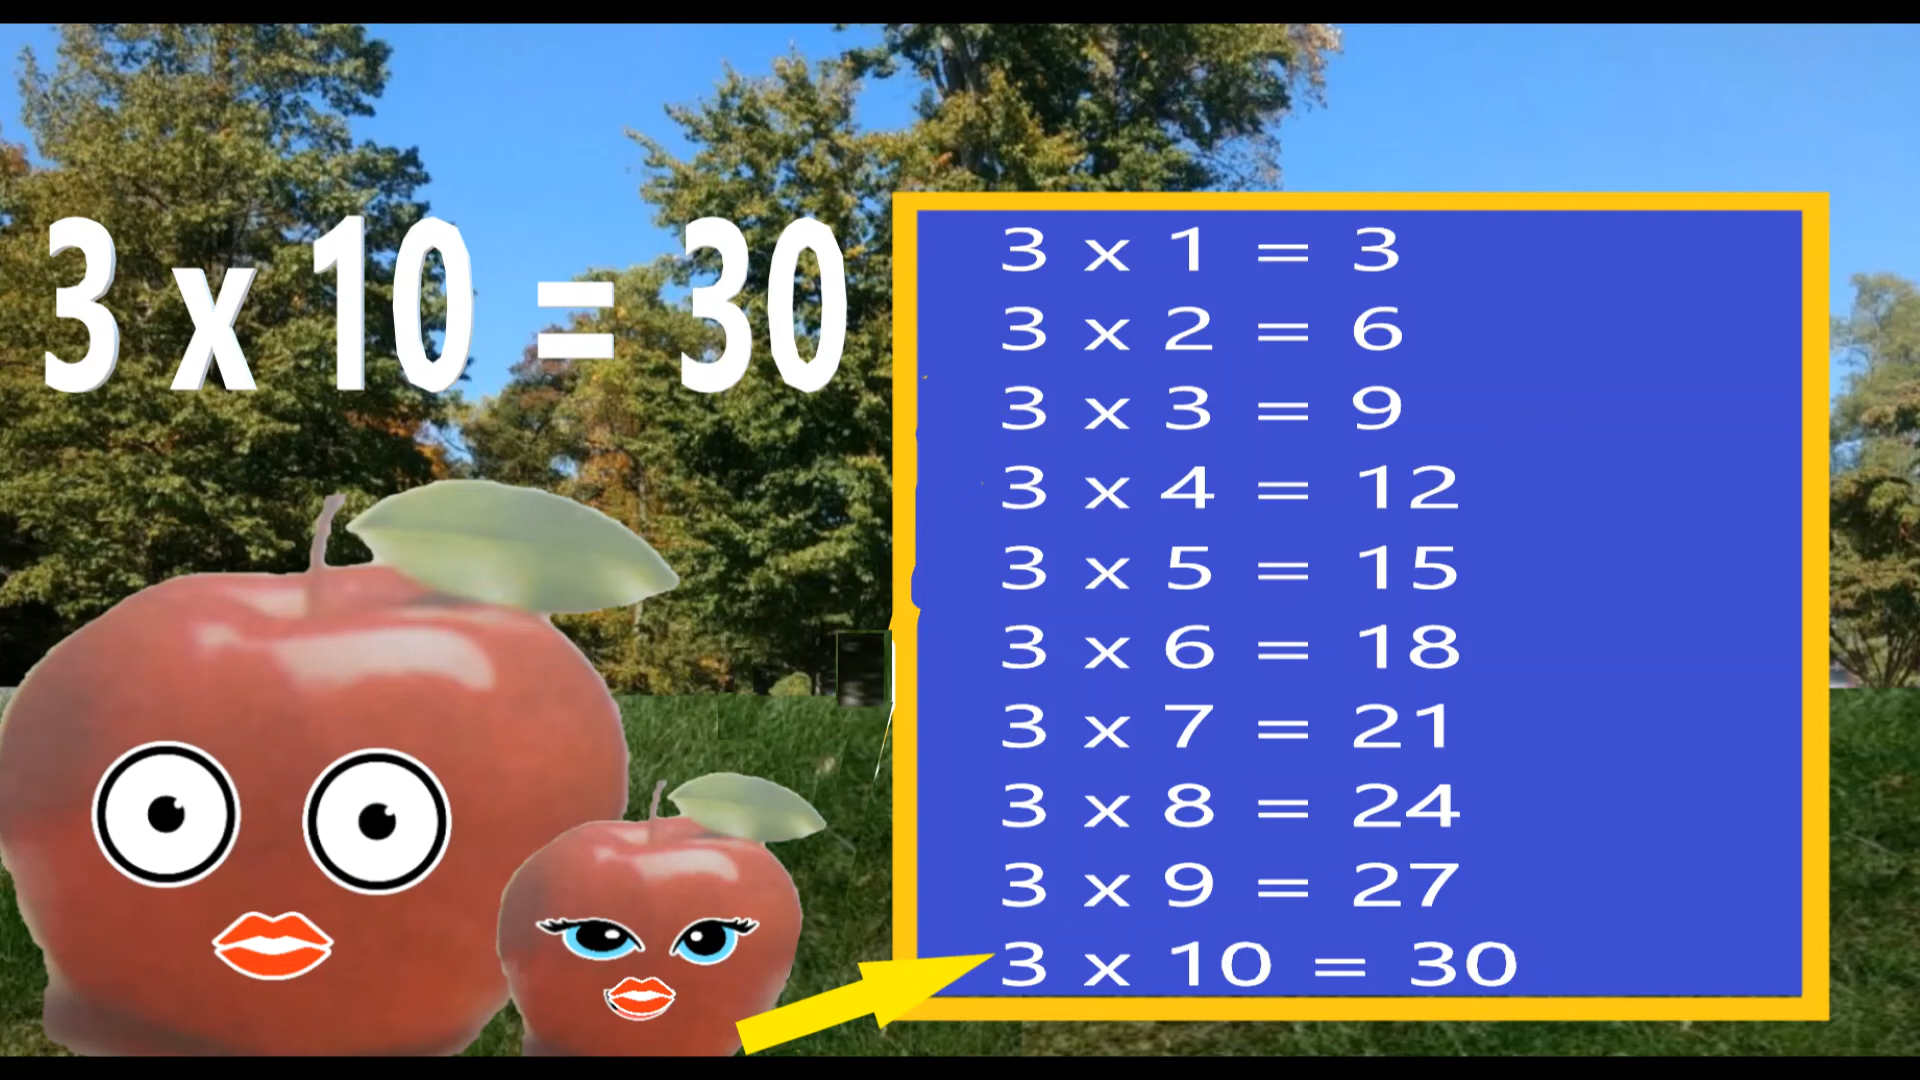 3 x 10 = 30
3 x 1 = 3
3 x 2 = 6
3 x 3 = 9
3 x 4 = 12
3 x 5 = 15
3 x 6 = 18
3 x 7 = 21
3 x 8 = 24
3 x 9 = 27
3 x 10 = 30